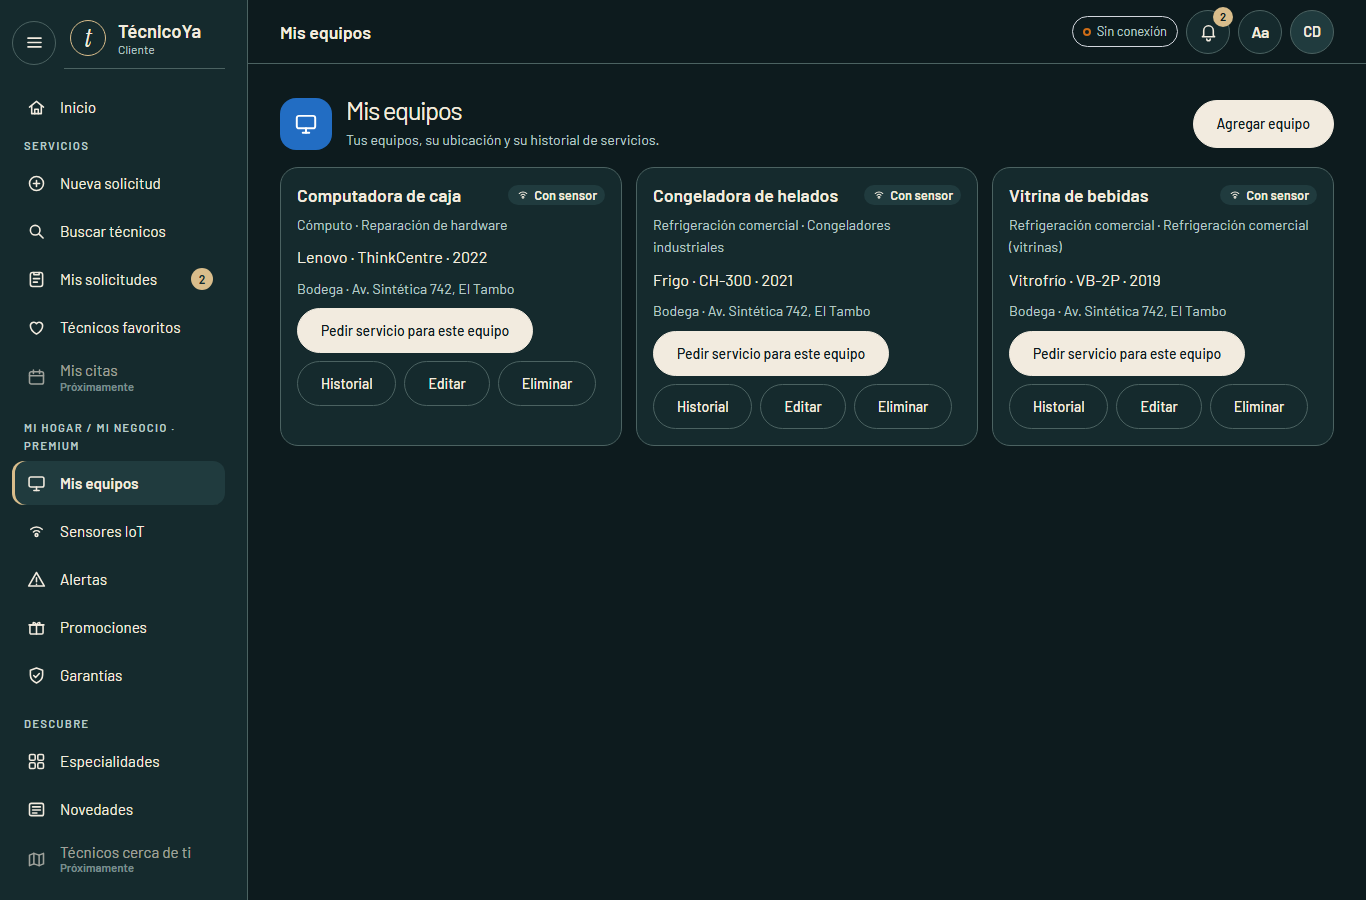 t
TécnicoYa
Cliente
Inicio
SERVICIOS
Nueva solicitud
Buscar técnicos
Mis solicitudes 2
Técnicos favoritos
Mis citas
Próximamente
MI HOGAR / MI NEGOCIO ·
PREMIUM
Mis equipos
Sensores IoT
Alertas
Promociones
Garantías
DESCUBRE
Especialidades
Novedades
Técnicos cerca de ti
Próximamente
Mis equipos
Sin conexión
2
Aa
CD
Mis equipos
Tus equipos, su ubicación y su historial de servicios.
Agregar equipo
Computadora de caja
Con sensor
Cómputo · Reparación de hardware
Lenovo · ThinkCentre · 2022
Bodega · Av. Sintética 742, El Tambo
Pedir servicio para este equipo
Historial
Editar
Eliminar
Congeladora de helados
Con sensor
Refrigeración comercial · Congeladores
industriales
Frigo · CH-300 · 2021
Bodega · Av. Sintética 742, El Tambo
Pedir servicio para este equipo
Historial
Editar
Eliminar
Vitrina de bebidas
Con sensor
Refrigeración comercial · Refrigeración comercial
(vitrinas)
Vitrofrío · VB-2P · 2019
Bodega · Av. Sintética 742, El Tambo
Pedir servicio para este equipo
Historial
Editar
Eliminar